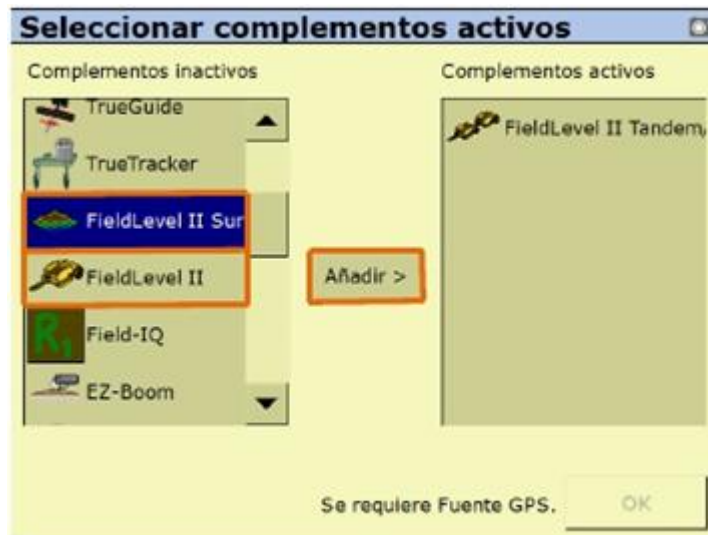 Seleccionar complementos activos
Complementos inactivos
Complementos activos
TrueGuide
TrueTracker
FieldLevel II Sur
FieldLevel II
Field-IQ
EZ-Boom
Añadir >
FieldLevel II Tandem,
Se requiere Fuente GPS.
OK